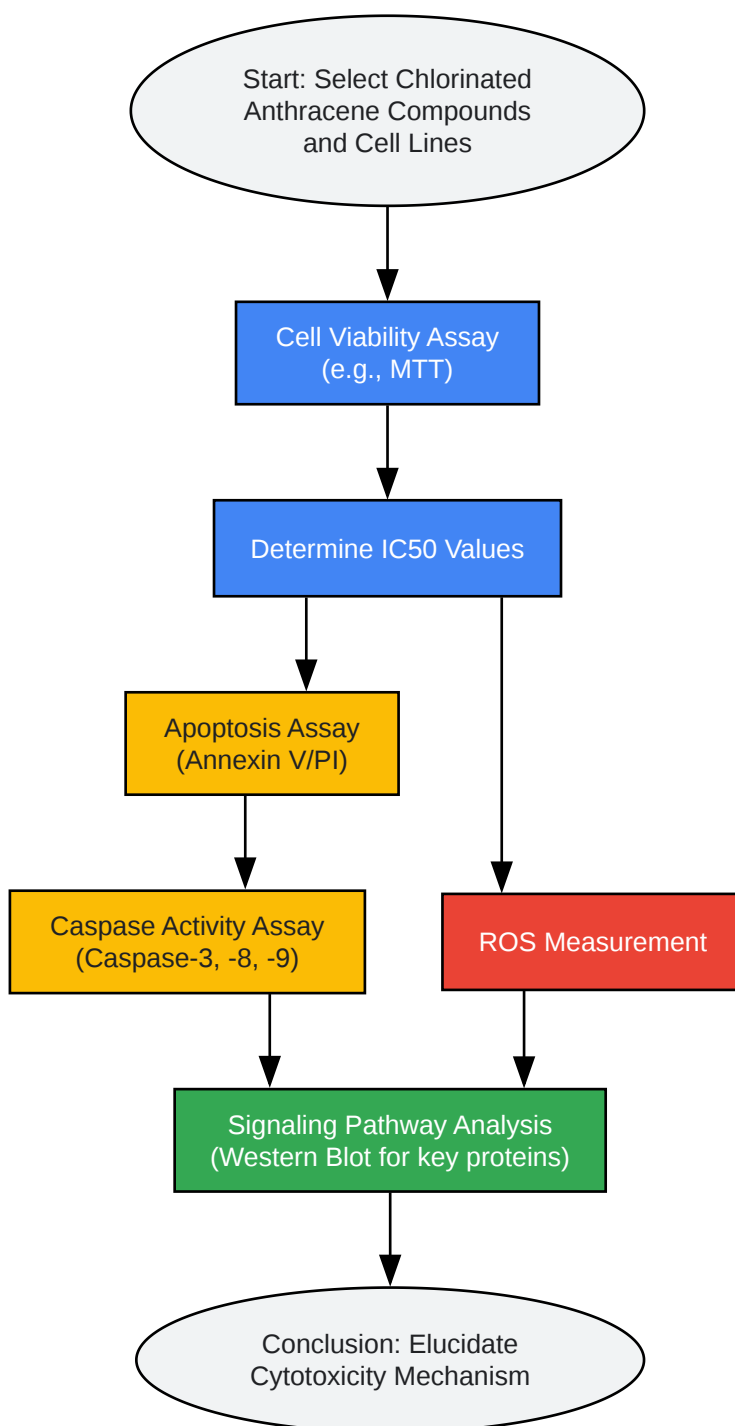 Start: Select Chlorinated
Anthracene Compounds
and Cell Lines
Cell Viability Assay
(e.g., MTT)
Determine IC50 Values
Apoptosis Assay
(Annexin V/PI)
Caspase Activity Assay
(Caspase-3, -8, -9)
ROS Measurement
Signaling Pathway Analysis
(Western Blot for key proteins)
Conclusion: Elucidate
Cytotoxicity Mechanism